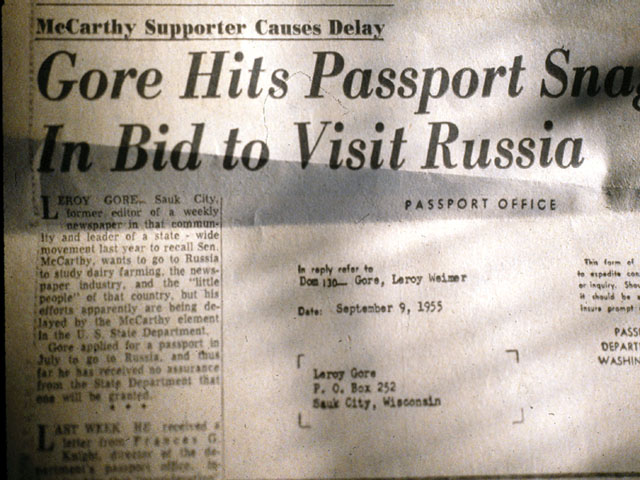 McCarthy Supporter Causes Delay
Gore Hits Passport Snag
In Bid to Visit Russia
LEROY GORE, Sauk City,
former editor of a weekly
newspaper in that commun-
ity and leader of a state - wide
movement last year to recall Sen.
McCarthy, wants to go to Russia
to study dairy farming, the news-
paper industry, and the "little
people" of that country, but his
efforts apparently are being de-
layed by the McCarthy element
in the U. S. State Department.
Gore applied for a passport in
July to go to Russia, and thus
far he has received no assurance
from the State Department that
one will be granted.
* * *
LAST WEEK HE received a
letter from Frances G.
Knight, director of the de-
partment's passport office, in-
PASSPORT OFFICE
In reply refer to
Dom 130— Gore, Leroy Weimer
Date: September 9, 1955
Leroy Gore
P. O. Box 252
Sauk City, Wisconsin
This form of
to expedite
or inquiry.
it should be
insure prompt
PASS
DEPART
WASHIN